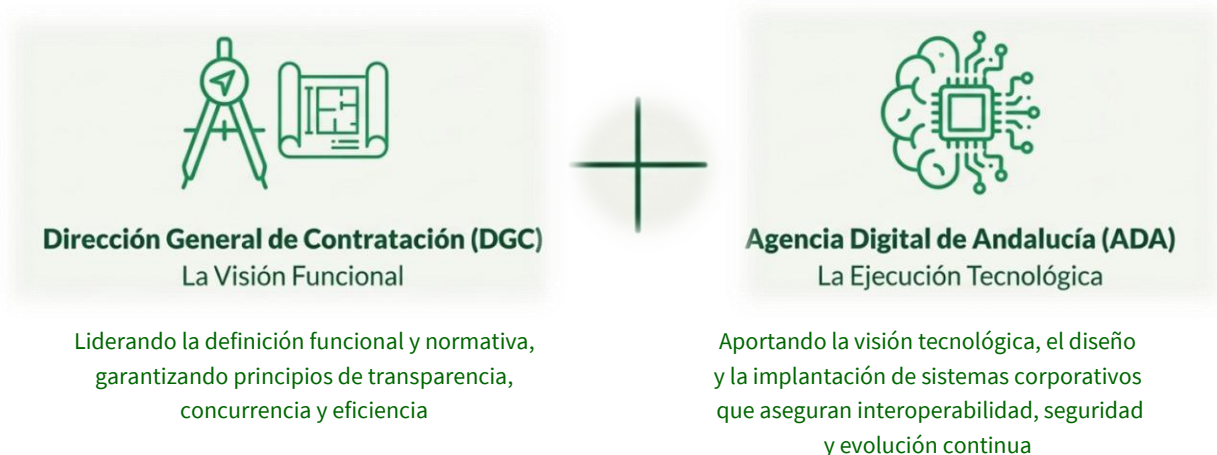 Dirección General de Contratación (DGC)
La Visión Funcional
Liderando la definición funcional y normativa,
garantizando principios de transparencia,
concurrencia y eficiencia
Agencia Digital de Andalucía (ADA)
La Ejecución Tecnológica
Aportando la visión tecnológica, el diseño
y la implantación de sistemas corporativos
que aseguran interoperabilidad, seguridad
y evolución continua